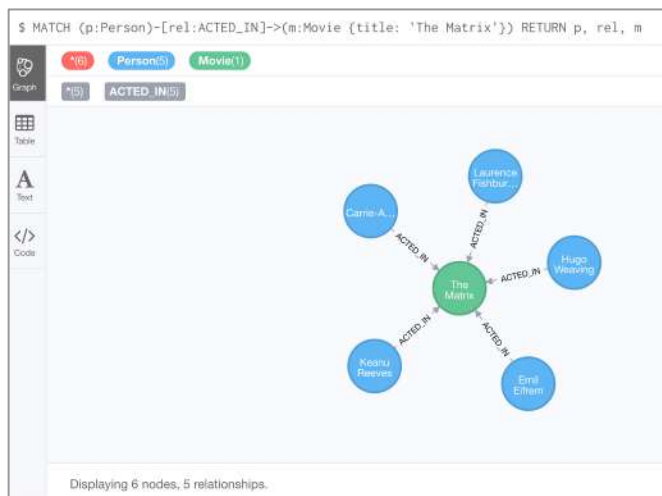 $ MATCH (p:Person)-[rel:ACTED_IN]->(m:Movie {title: 'The Matrix'}) RETURN p, rel, m
*(6) Person(5) Movie(1)
*(5) ACTED_IN(5)
Graph
Table
A
Text
</>
Code
Laurence
Fishbur...
Carrie-A...
Hugo
Weaving
The
Matrix
Keanu
Reeves
Emil
Eifrem
ACTED_IN
ACTED_IN
ACTED_IN
ACTED_IN
ACTED_IN
Displaying 6 nodes, 5 relationships.